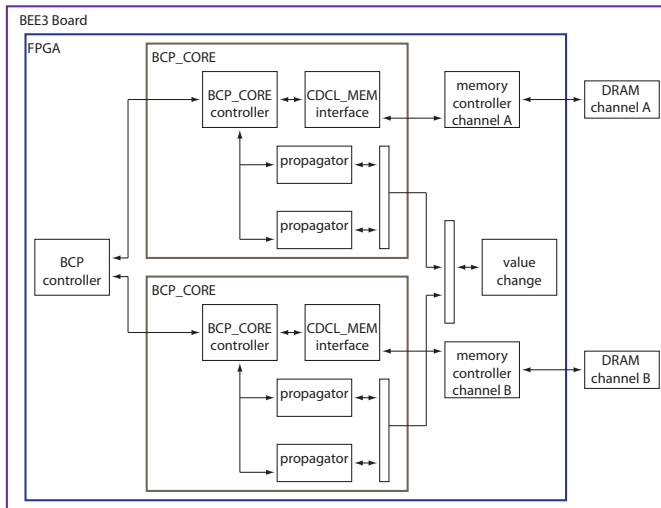 BEE3 Board
FPGA
BCP_CORE
BCP_CORE
controller
CDCL_MEM
interface
memory
controller
channel A
DRAM
channel A
propagator
propagator
BCP
controller
value
change
BCP_CORE
BCP_CORE
controller
CDCL_MEM
interface
memory
controller
channel B
DRAM
channel B
propagator
propagator